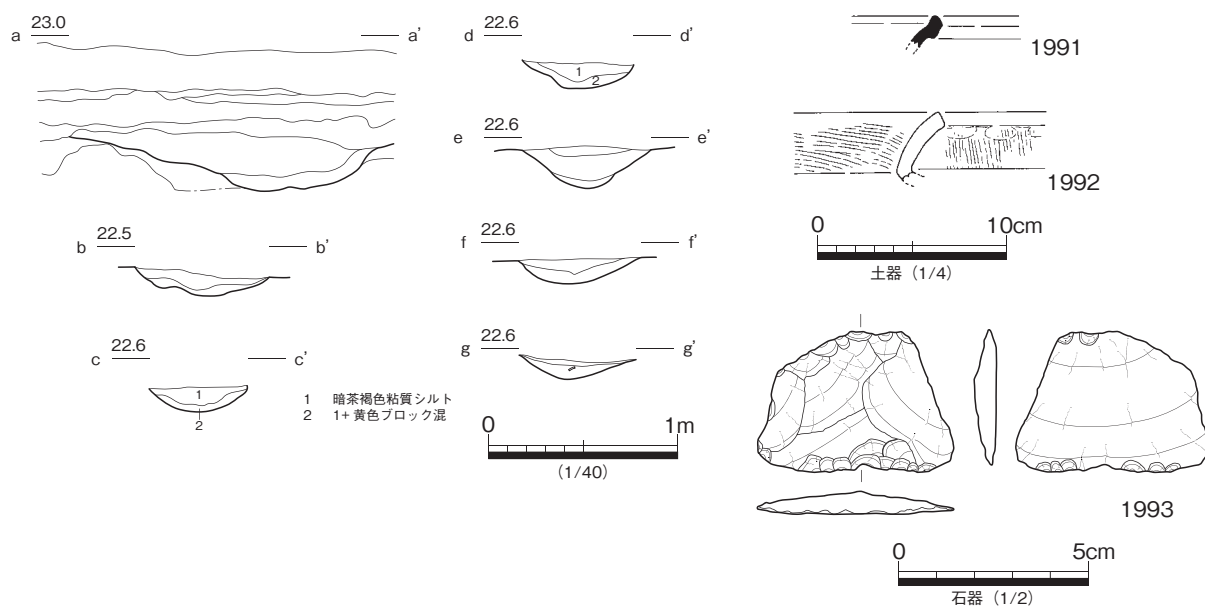 23.0
a a'
22.5
b b'
22.6
c c'
1
2
1 暗茶褐色粘質シルト
2 1+黄色ブロック混
22.6
d d'
1
2
22.6
e e'
22.6
f f'
22.6
g g'
0 1m
(1/40)
1991
1992
0 10cm
土器（1/4）
1993
0 5cm
石器（1/2）